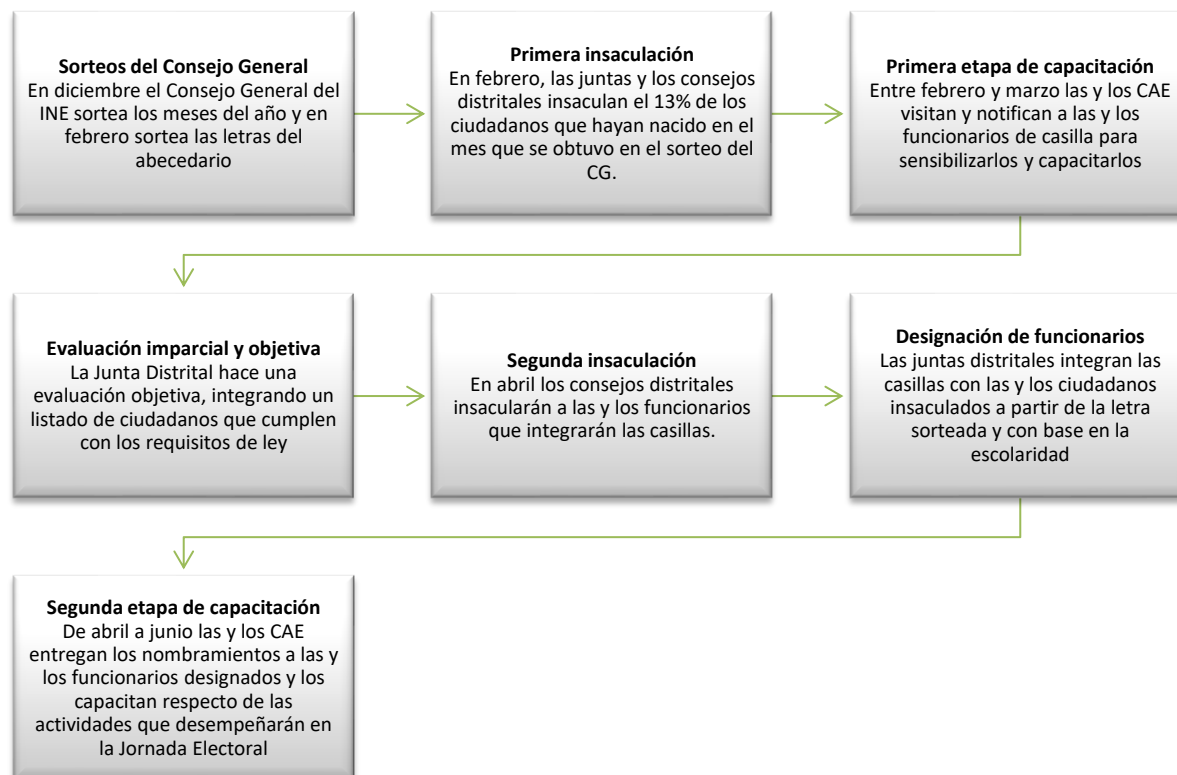 Sorteos del Consejo General
En diciembre el Consejo General del
INE sortea los meses del año y en
febrero sortea las letras del
abecedario
Primera insaculación
En febrero, las juntas y los consejos
distritales insaculan el 13% de los
ciudadanos que hayan nacido en el
mes que se obtuvo en el sorteo del
CG.
Primera etapa de capacitación
Entre febrero y marzo las y los CAE
visitan y notifican a las y los
funcionarios de casilla para
sensibilizarlos y capacitarlos
Evaluación imparcial y objetiva
La Junta Distrital hace una
evaluación objetiva, integrando un
listado de ciudadanos que cumplen
con los requisitos de ley
Segunda insaculación
En abril los consejos distritales
insacularán a las y los funcionarios
que integrarán las casillas.
Designación de funcionarios
Las juntas distritales integran las
casillas con las y los ciudadanos
insaculados a partir de la letra
sorteada y con base en la
escolaridad
Segunda etapa de capacitación
De abril a junio las y los CAE
entregan los nombramientos a las y
los funcionarios designados y los
capacitan respecto de las
actividades que desempeñarán en
la Jornada Electoral